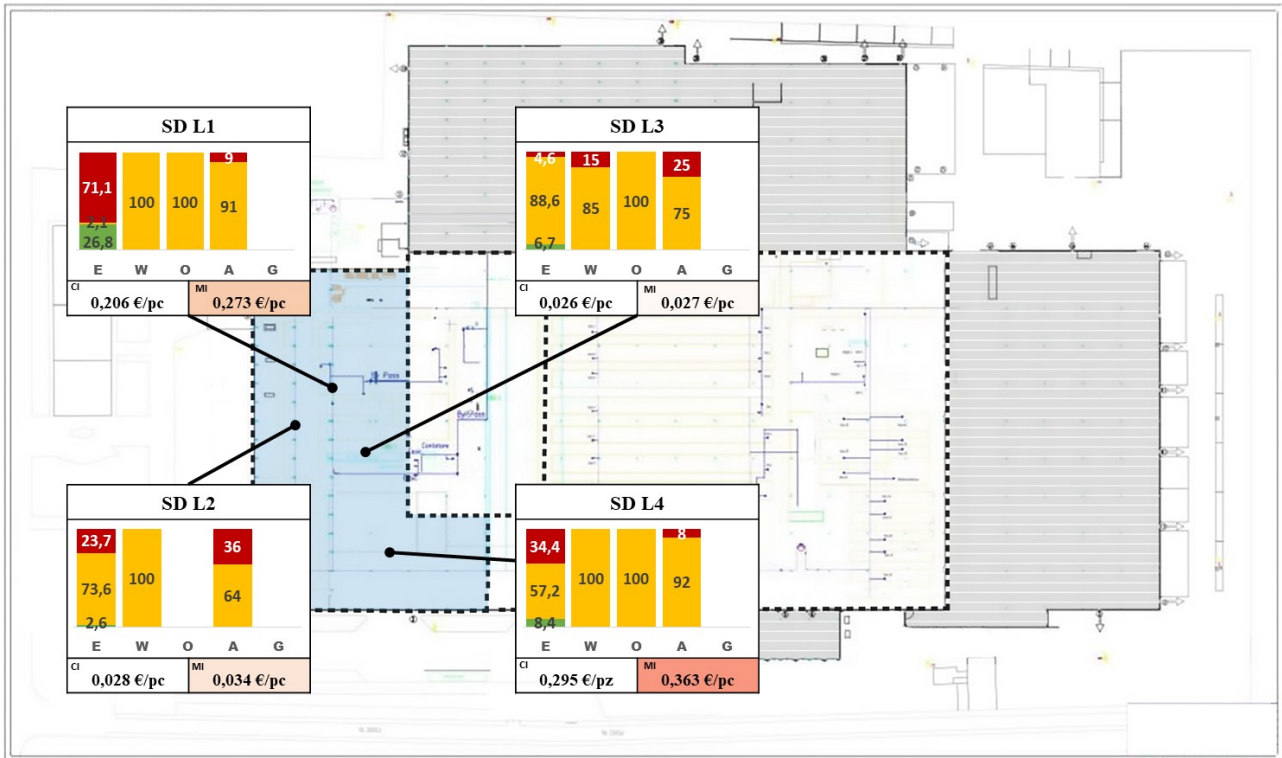 SD L1
71,1
2,1
26,8
100
100
9
91
E W O A G
CI
0,206 €/pc
MI
0,273 €/pc
SD L3
4,6
88,6
6,7
15
85
100
25
75
E W O A G
CI
0,026 €/pc
MI
0,027 €/pc
Pass
By-Pass
SD L2
23,7
73,6
2,6
100
36
64
E W O A G
CI
0,028 €/pc
MI
0,034 €/pc
SD L4
34,4
57,2
8,4
100
100
8
92
E W O A G
CI
0,295 €/pz
MI
0,363 €/pc